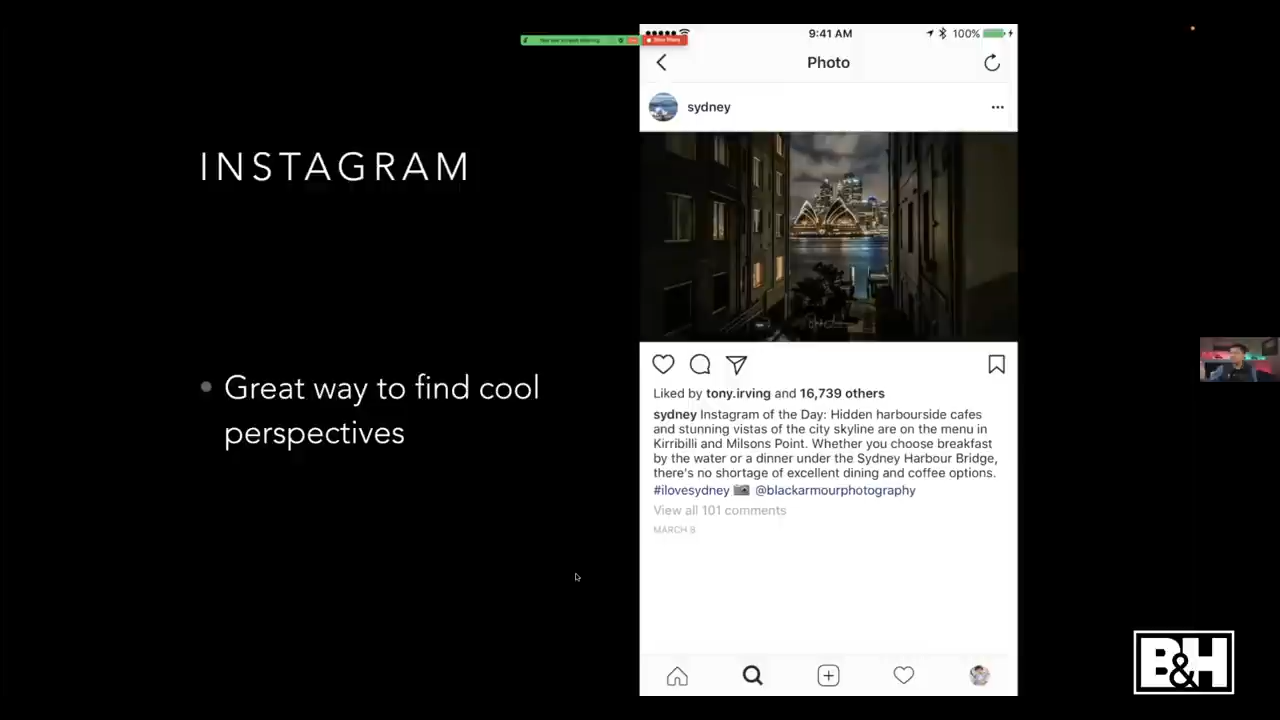 INSTAGRAM
Great way to find cool
perspectives
9:41 AM
100%
Photo
sydney
Liked by tony.irving and 16,739 others
sydney Instagram of the Day: Hidden harbourside cafes
and stunning vistas of the city skyline are on the menu in
Kirribilli and Milsons Point. Whether you choose breakfast
by the water or a dinner under the Sydney Harbour Bridge,
there's no shortage of excellent dining and coffee options.
#ilovesydney 📷 @blackarmourphotography
View all 101 comments
MARCH 8
B&H